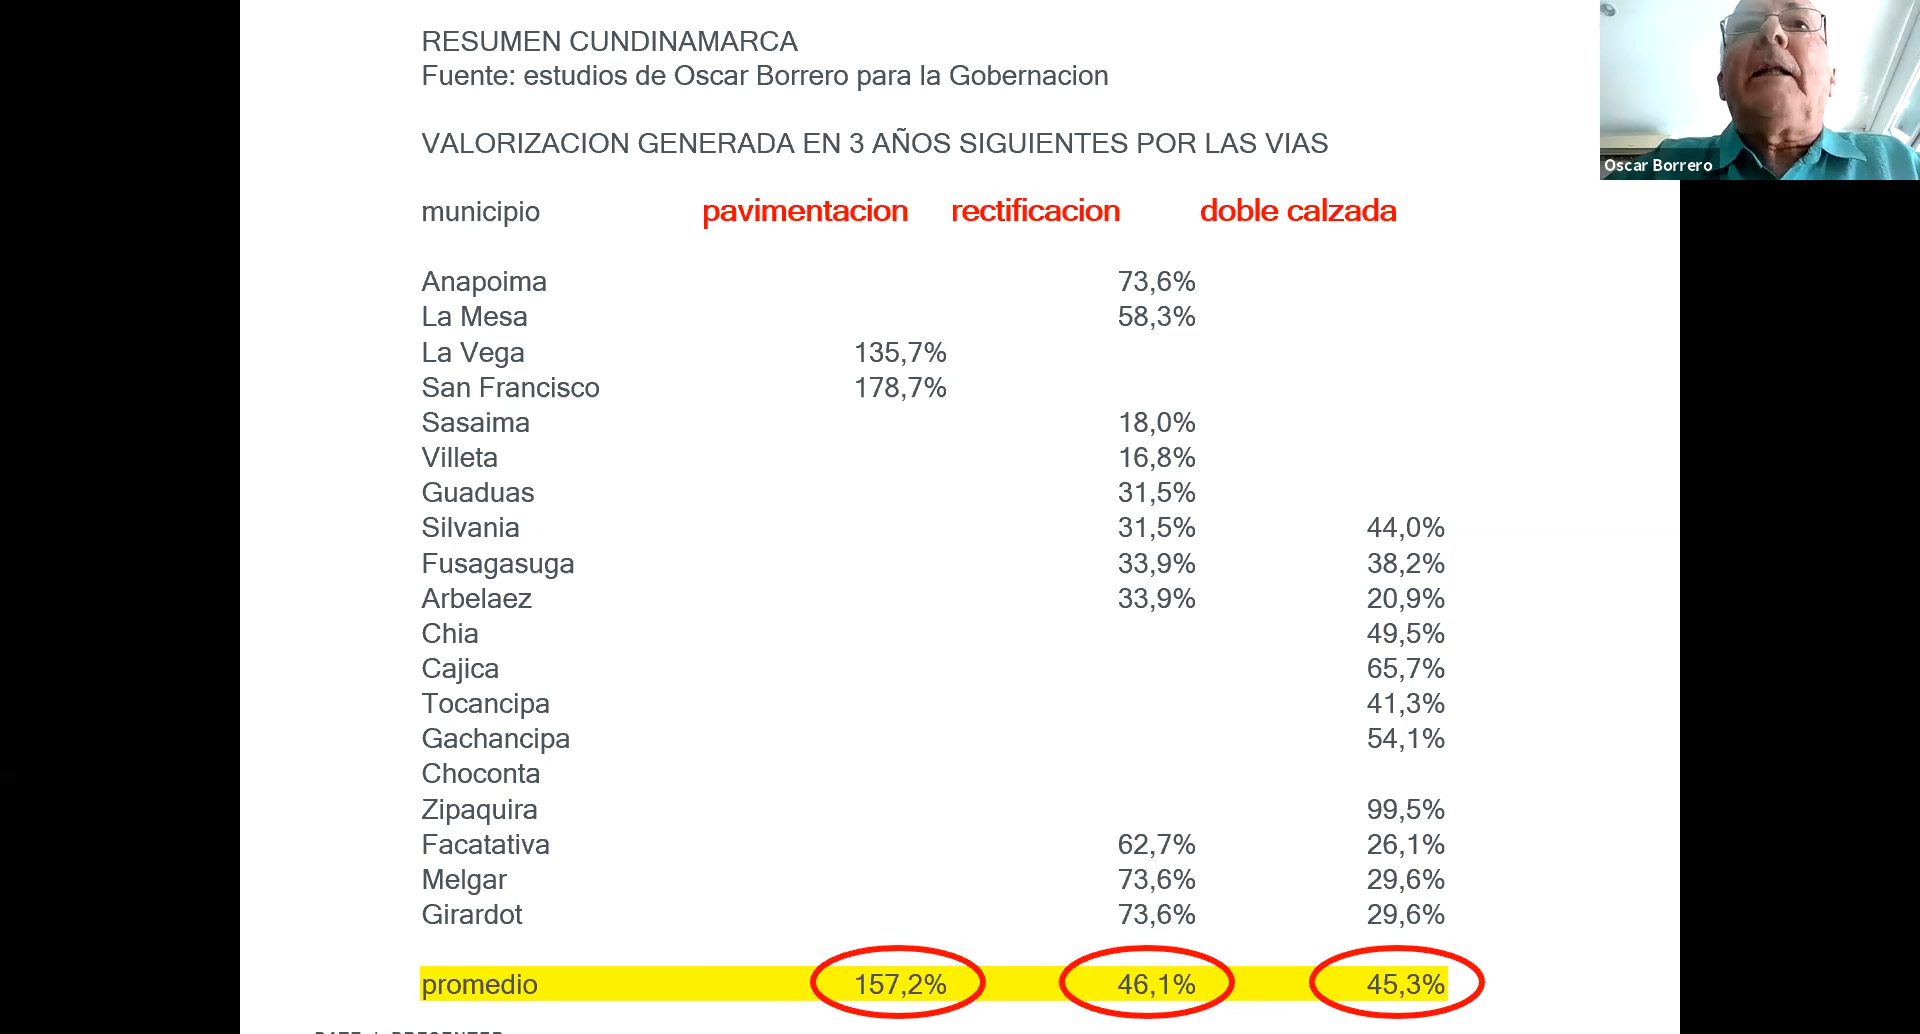 RESUMEN CUNDINAMARCA
Fuente: estudios de Oscar Borrero para la Gobernacion
VALORIZACION GENERADA EN 3 AÑOS SIGUIENTES POR LAS VIAS
municipio pavimentacion rectificacion doble calzada
Anapoima 73,6%
La Mesa 58,3%
La Vega 135,7%
San Francisco 178,7%
Sasaima 18,0%
Villeta 16,8%
Guaduas 31,5%
Silvania 31,5% 44,0%
Fusagasuga 33,9% 38,2%
Arbelaez 33,9% 20,9%
Chia 49,5%
Cajica 65,7%
Tocancipa 41,3%
Gachancipa 54,1%
Choconta
Zipaquira 99,5%
Facatativa 62,7% 26,1%
Melgar 73,6% 29,6%
Girardot 73,6% 29,6%
promedio 157,2% 46,1% 45,3%
Oscar Borrero